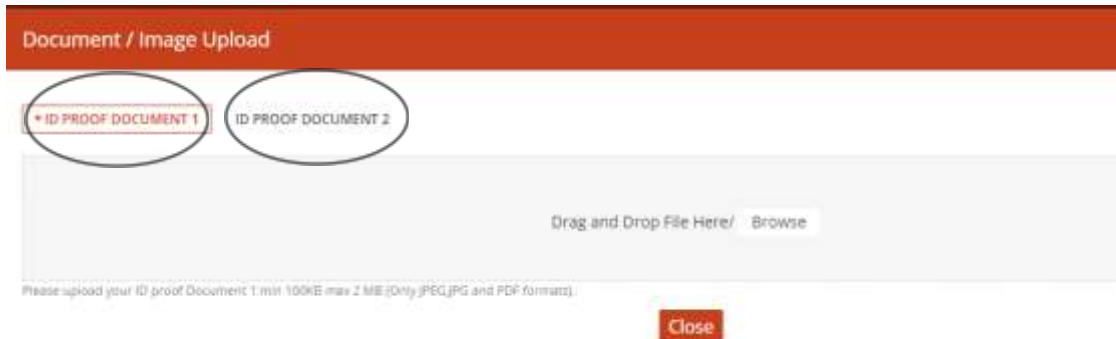 Document / Image Upload
* ID PROOF DOCUMENT 1 ID PROOF DOCUMENT 2
Drag and Drop File Here/ Browse
Please upload your ID proof Document 1 min 100KB max 2 MB (Only JPEG,JPG and PDF formats).
Close